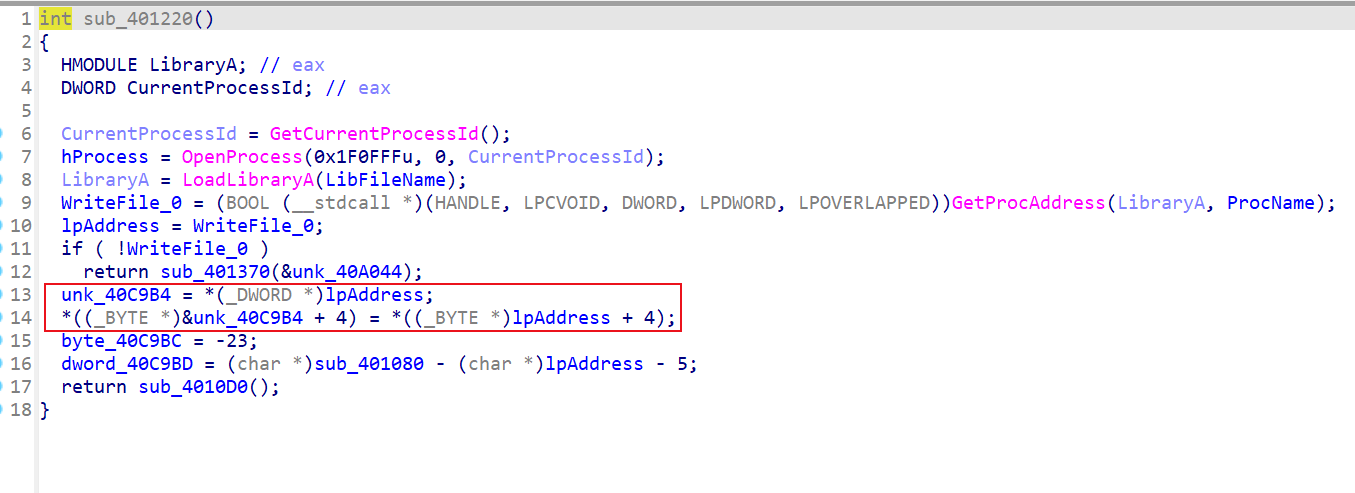 1 int sub_401220()
2 {
3 HMODULE LibraryA; // eax
4 DWORD CurrentProcessId; // eax
5
6 CurrentProcessId = GetCurrentProcessId();
7 hProcess = OpenProcess(0x1F0FFFu, 0, CurrentProcessId);
8 LibraryA = LoadLibraryA(LibFileName);
9 WriteFile_0 = (BOOL (__stdcall *)(HANDLE, LPCVOID, DWORD, LPDWORD, LPOVERLAPPED))GetProcAddress(LibraryA, ProcName);
10 lpAddress = WriteFile_0;
11 if ( !WriteFile_0 )
12 return sub_401370(&unk_40A044);
13 unk_40C9B4 = *(_DWORD *)lpAddress;
14 *((_BYTE *)&unk_40C9B4 + 4) = *((_BYTE *)lpAddress + 4);
15 byte_40C9BC = -23;
16 dword_40C9BD = (char *)sub_401080 - (char *)lpAddress - 5;
17 return sub_4010D0();
18 }